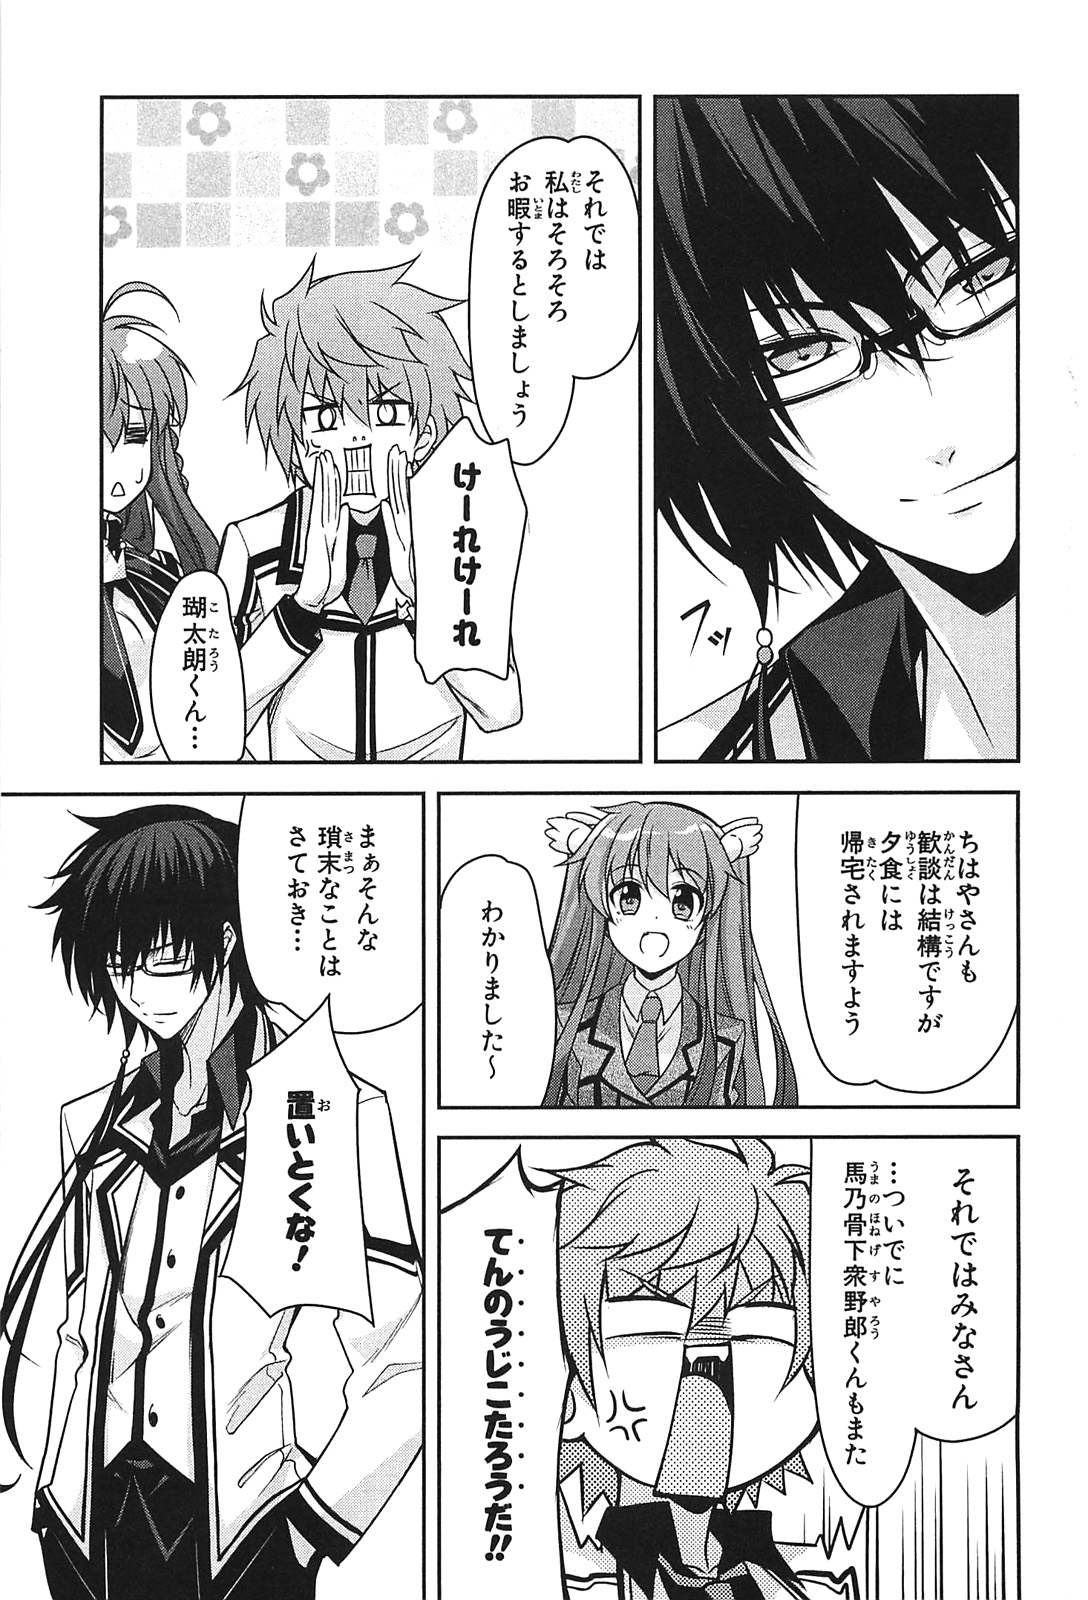 フッ
それでは
私はそろそろ
お暇するとしましょう
けーれけーれ
瑚太朗くん…
ちはやさんも
歓談は結構ですが
夕食には
帰宅されますよう
わかりました〜
それではみなさん
…ついでに
馬乃骨下衆野郎くんもまた
てんのうじこたろうだ!!
まぁそんな
瑣末なことは
さておき…
置いとくな!